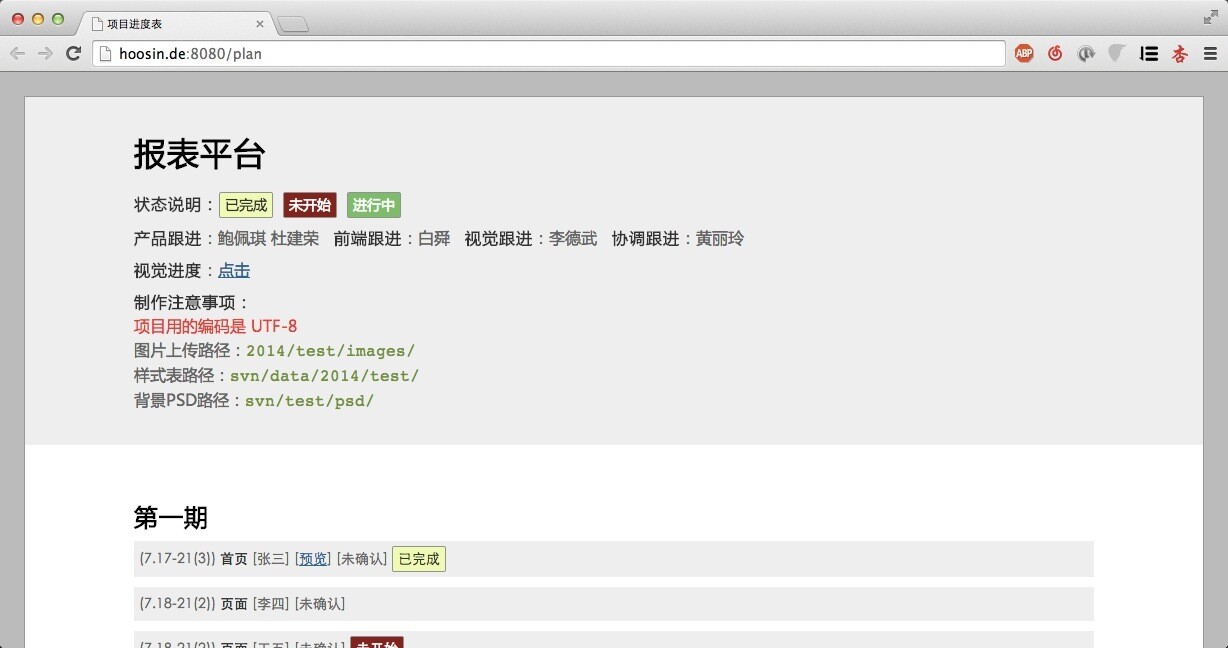 项目进度表
hoosin.de:8080/plan
ABP
杏
报表平台
状态说明：已完成 未开始 进行中
产品跟进：鲍佩琪 杜建荣 前端跟进：白舜 视觉跟进：李德武 协调跟进：黄丽玲
视觉进度：点击
制作注意事项：
项目用的编码是 UTF-8
图片上传路径：2014/test/images/
样式表路径：svn/data/2014/test/
背景PSD路径：svn/test/psd/
第一期
(7.17-21(3)) 首页 [张三] [预览] [未确认] 已完成
(7.18-21(2)) 页面 [李四] [未确认]
(7.18-21(2)) 页面 [王五] [未确认] 未开始